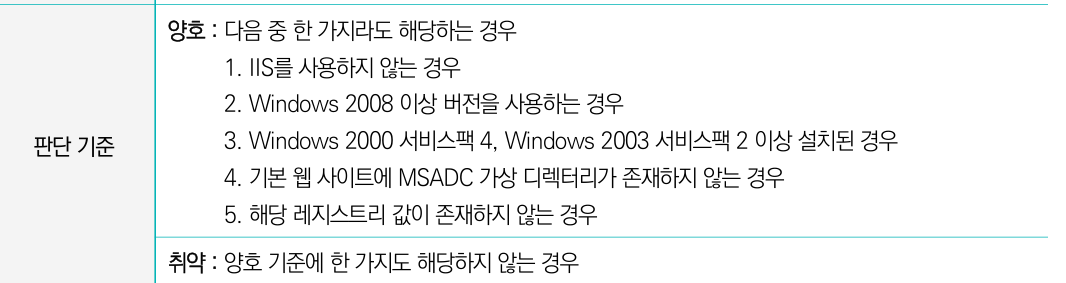 판단 기준
양호 : 다음 중 한 가지라도 해당하는 경우
1. IIS를 사용하지 않는 경우
2. Windows 2008 이상 버전을 사용하는 경우
3. Windows 2000 서비스팩 4, Windows 2003 서비스팩 2 이상 설치된 경우
4. 기본 웹 사이트에 MSADC 가상 디렉터리가 존재하지 않는 경우
5. 해당 레지스트리 값이 존재하지 않는 경우
취약 : 양호 기준에 한 가지도 해당하지 않는 경우